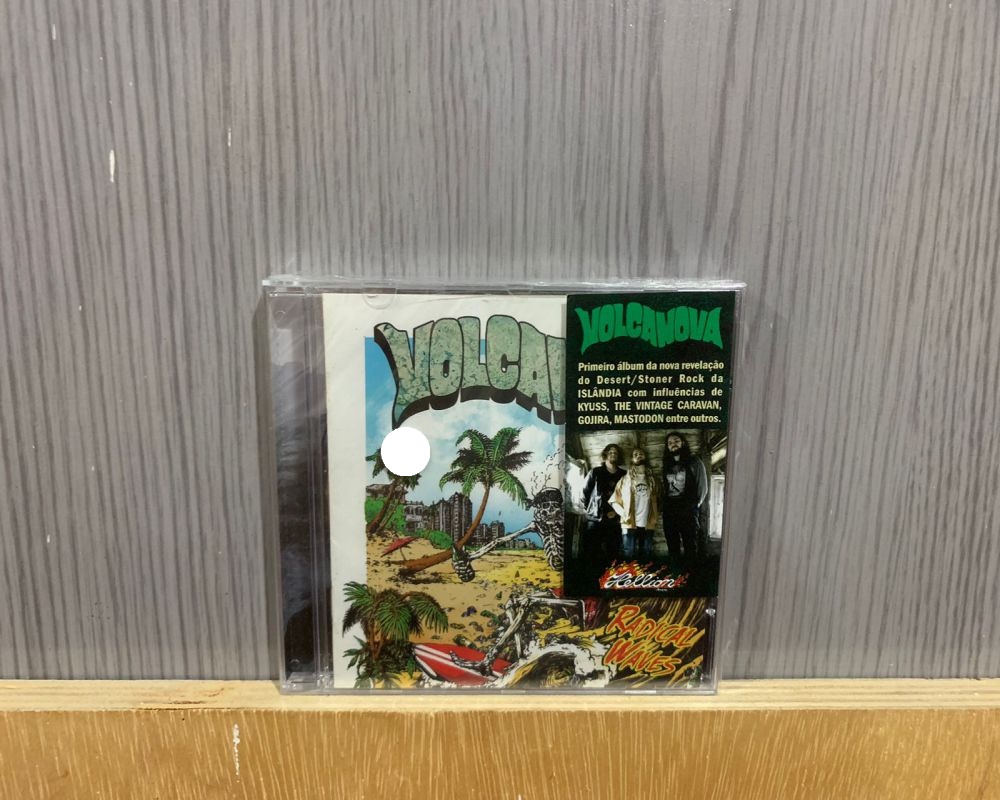 VOLCA
VOLCANOVA
Primeiro álbum da nova revelação
do Desert/Stoner Rock da
ISLÂNDIA com influências de
KYUSS, THE VINTAGE CARAVAN,
GOJIRA, MASTODON entre outros.
Hellion
RADICAL
WAVES